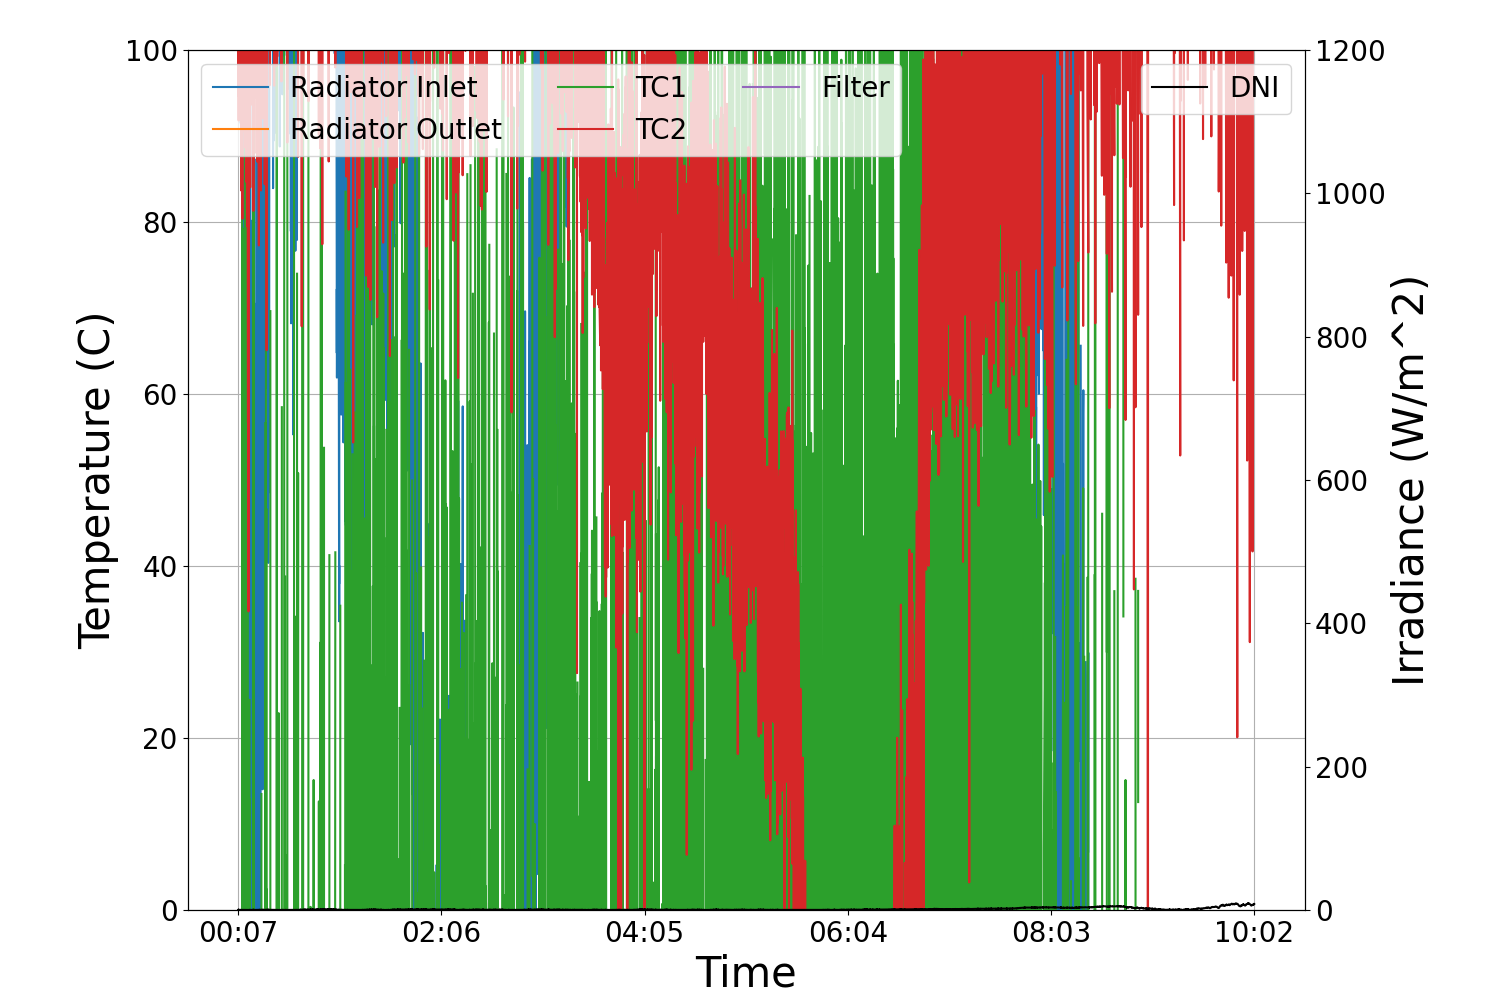 100
80
60
40
20
0
Temperature (C)
Radiator Inlet
Radiator Outlet
TC1
TC2
Filter
DNI
1200
1000
800
600
400
200
0
Irradiance (W/m^2)
00:07 02:06 04:05 06:04 08:03 10:02
Time